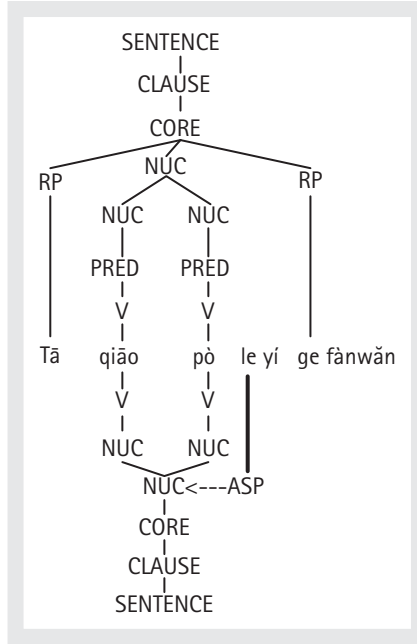 SENTENCE
CLAUSE
CORE
RP NUC RP
NUC NUC
PRED PRED
V V
Tā qiāo pò le yí ge fànwǎn
V V
NUC NUC
NUC<---ASP
CORE
CLAUSE
SENTENCE